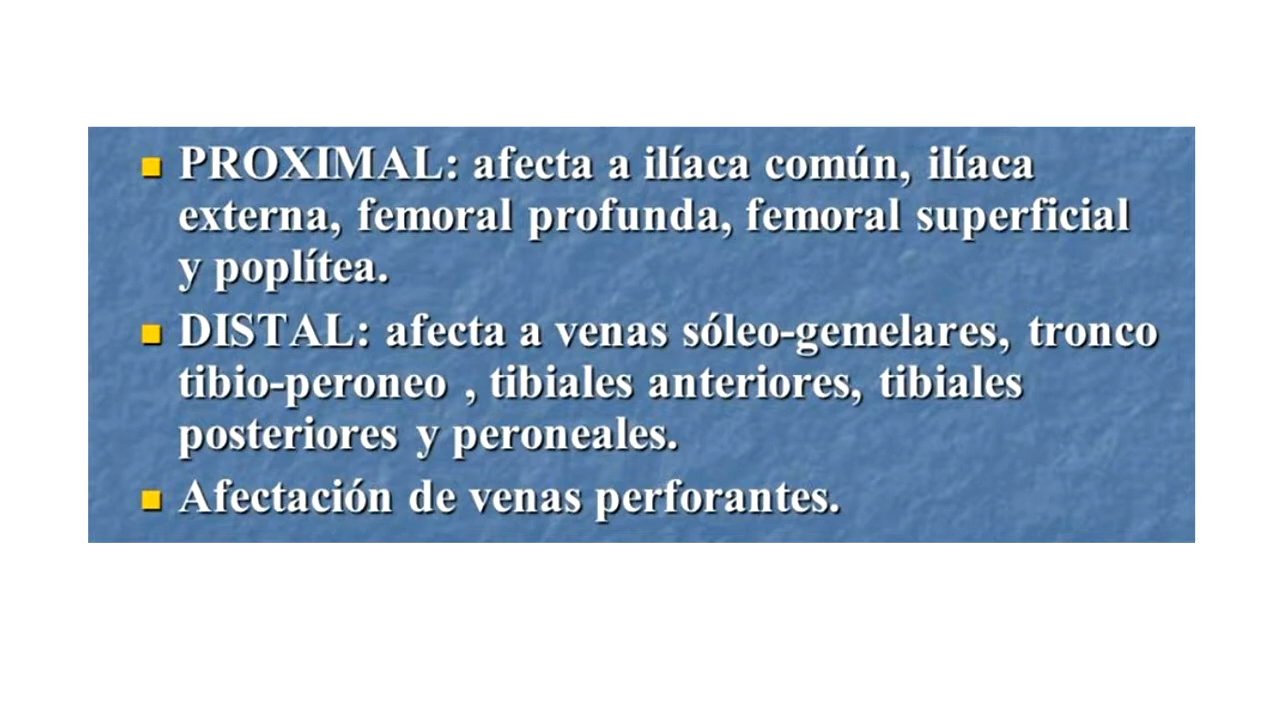 PROXIMAL: afecta a ilíaca común, ilíaca
externa, femoral profunda, femoral superficial
y poplítea.
DISTAL: afecta a venas sóleo-gemelares, tronco
tibio-peroneo , tibiales anteriores, tibiales
posteriores y peroneales.
Afectación de venas perforantes.